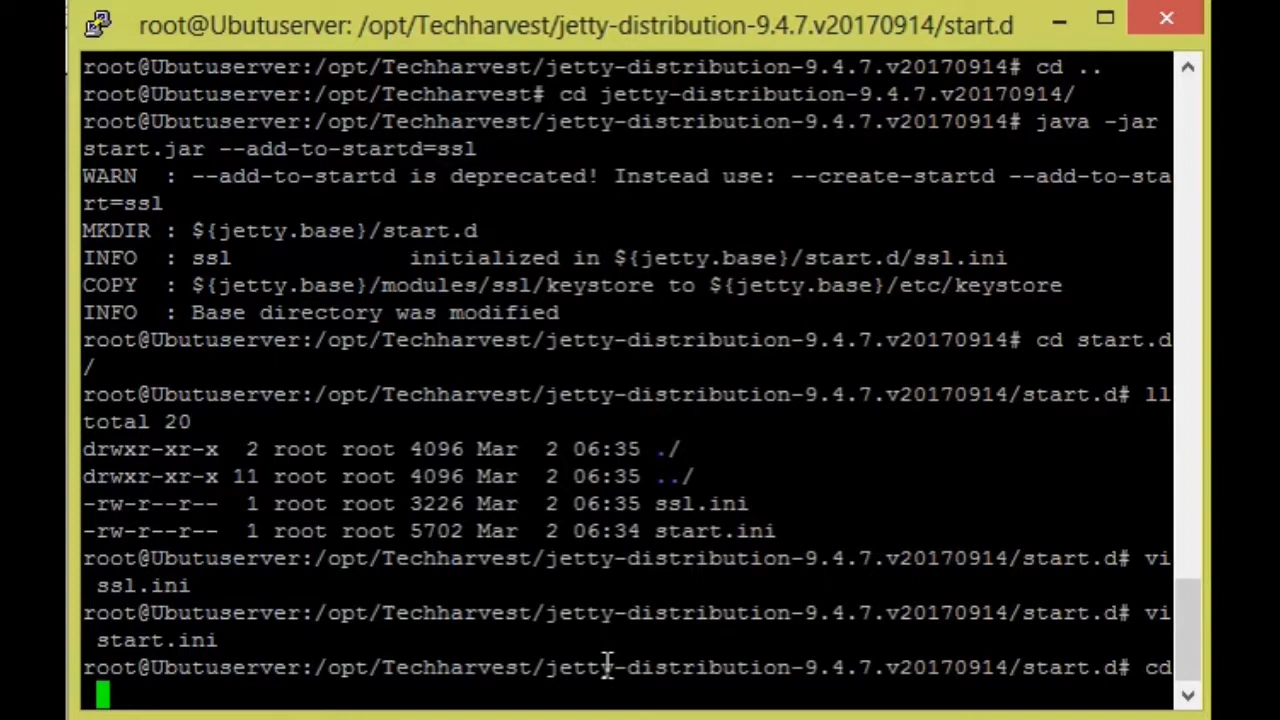 root@Ubutuserver: /opt/Techharvest/jetty-distribution-9.4.7.v20170914/start.d
root@Ubutuserver:/opt/Techharvest/jetty-distribution-9.4.7.v20170914# cd ..
root@Ubutuserver:/opt/Techharvest# cd jetty-distribution-9.4.7.v20170914/
root@Ubutuserver:/opt/Techharvest/jetty-distribution-9.4.7.v20170914# java -jar
start.jar --add-to-startd=ssl
WARN  : --add-to-startd is deprecated! Instead use: --create-startd --add-to-sta
rt=ssl
MKDIR : ${jetty.base}/start.d
INFO  : ssl             initialized in ${jetty.base}/start.d/ssl.ini
COPY  : ${jetty.base}/modules/ssl/keystore to ${jetty.base}/etc/keystore
INFO  : Base directory was modified
root@Ubutuserver:/opt/Techharvest/jetty-distribution-9.4.7.v20170914# cd start.d
/
root@Ubutuserver:/opt/Techharvest/jetty-distribution-9.4.7.v20170914/start.d# ll
total 20
drwxr-xr-x  2 root root 4096 Mar  2 06:35 ./
drwxr-xr-x 11 root root 4096 Mar  2 06:35 ../
-rw-r--r--  1 root root 3226 Mar  2 06:35 ssl.ini
-rw-r--r--  1 root root 5702 Mar  2 06:34 start.ini
root@Ubutuserver:/opt/Techharvest/jetty-distribution-9.4.7.v20170914/start.d# vi
 ssl.ini
root@Ubutuserver:/opt/Techharvest/jetty-distribution-9.4.7.v20170914/start.d# vi
 start.ini
root@Ubutuserver:/opt/Techharvest/jetty-distribution-9.4.7.v20170914/start.d# cd